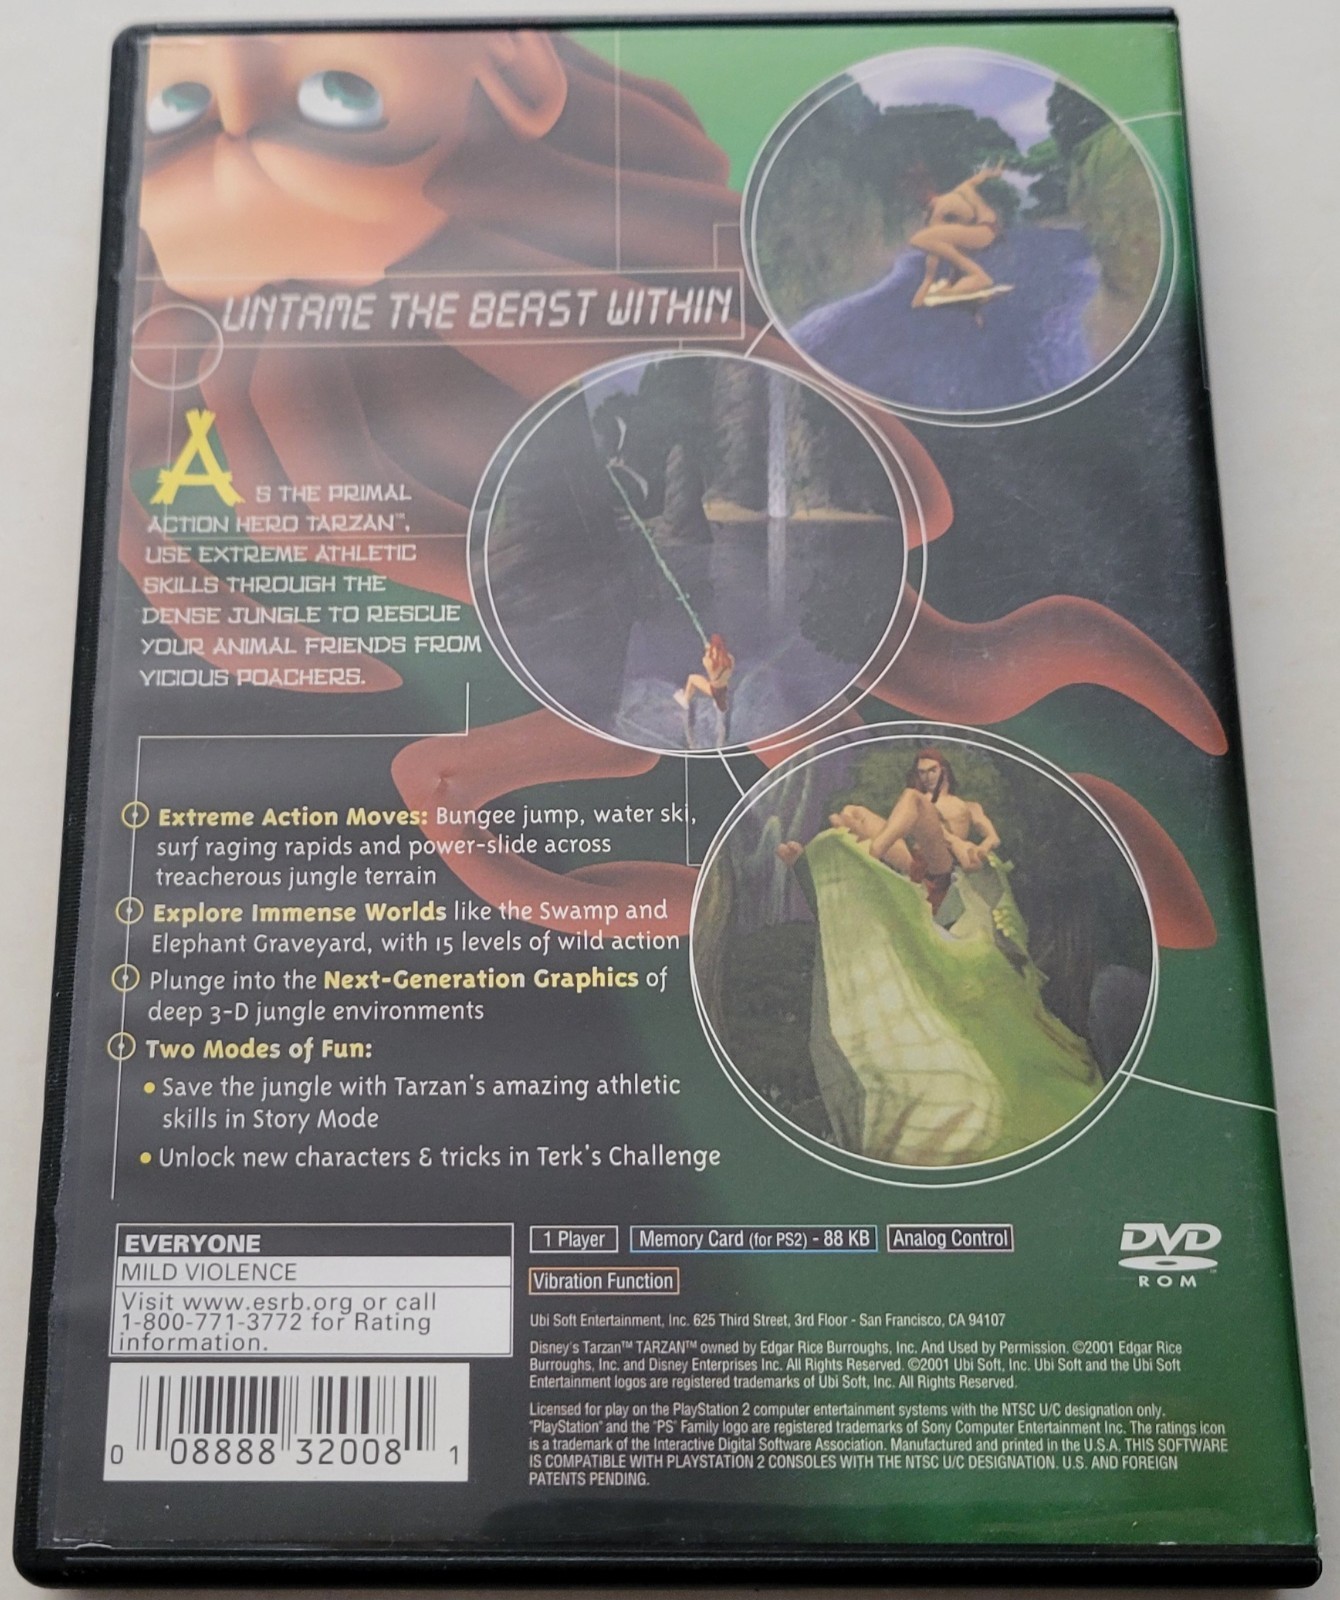 UNTAME THE BEAST WITHIN
AS THE PRIMAL
ACTION HERO TARZAN™,
USE EXTREME ATHLETIC
SKILLS THROUGH THE
DENSE JUNGLE TO RESCUE
YOUR ANIMAL FRIENDS FROM
VICIOUS POACHERS.
Extreme Action Moves: Bungee jump, water ski,
surf raging rapids and power-slide across
treacherous jungle terrain
Explore Immense Worlds like the Swamp and
Elephant Graveyard, with 15 levels of wild action
Plunge into the Next-Generation Graphics of
deep 3-D jungle environments
Two Modes of Fun:
• Save the jungle with Tarzan's amazing athletic
skills in Story Mode
• Unlock new characters & tricks in Terk's Challenge
EVERYONE
MILD VIOLENCE
Visit www.esrb.org or call
1-800-771-3772 for Rating
information.
0 08888 32008 1
1 Player Memory Card (for PS2) - 88 KB Analog Control
Vibration Function
DVD
ROM
Ubi Soft Entertainment, Inc. 625 Third Street, 3rd Floor - San Francisco, CA 94107
Disney's Tarzan™ TARZAN™ owned by Edgar Rice Burroughs, Inc. And Used by Permission. ©2001 Edgar Rice
Burroughs, Inc. and Disney Enterprises Inc. All Rights Reserved. ©2001 Ubi Soft, Inc. Ubi Soft and the Ubi Soft
Entertainment logos are registered trademarks of Ubi Soft, Inc. All Rights Reserved.
Licensed for play on the PlayStation 2 computer entertainment systems with the NTSC U/C designation only.
"PlayStation" and the "PS" Family logo are registered trademarks of Sony Computer Entertainment Inc. The ratings icon
is a trademark of the Interactive Digital Software Association. Manufactured and printed in the U.S.A. THIS SOFTWARE
IS COMPATIBLE WITH PLAYSTATION 2 CONSOLES WITH THE NTSC U/C DESIGNATION. U.S. AND FOREIGN
PATENTS PENDING.